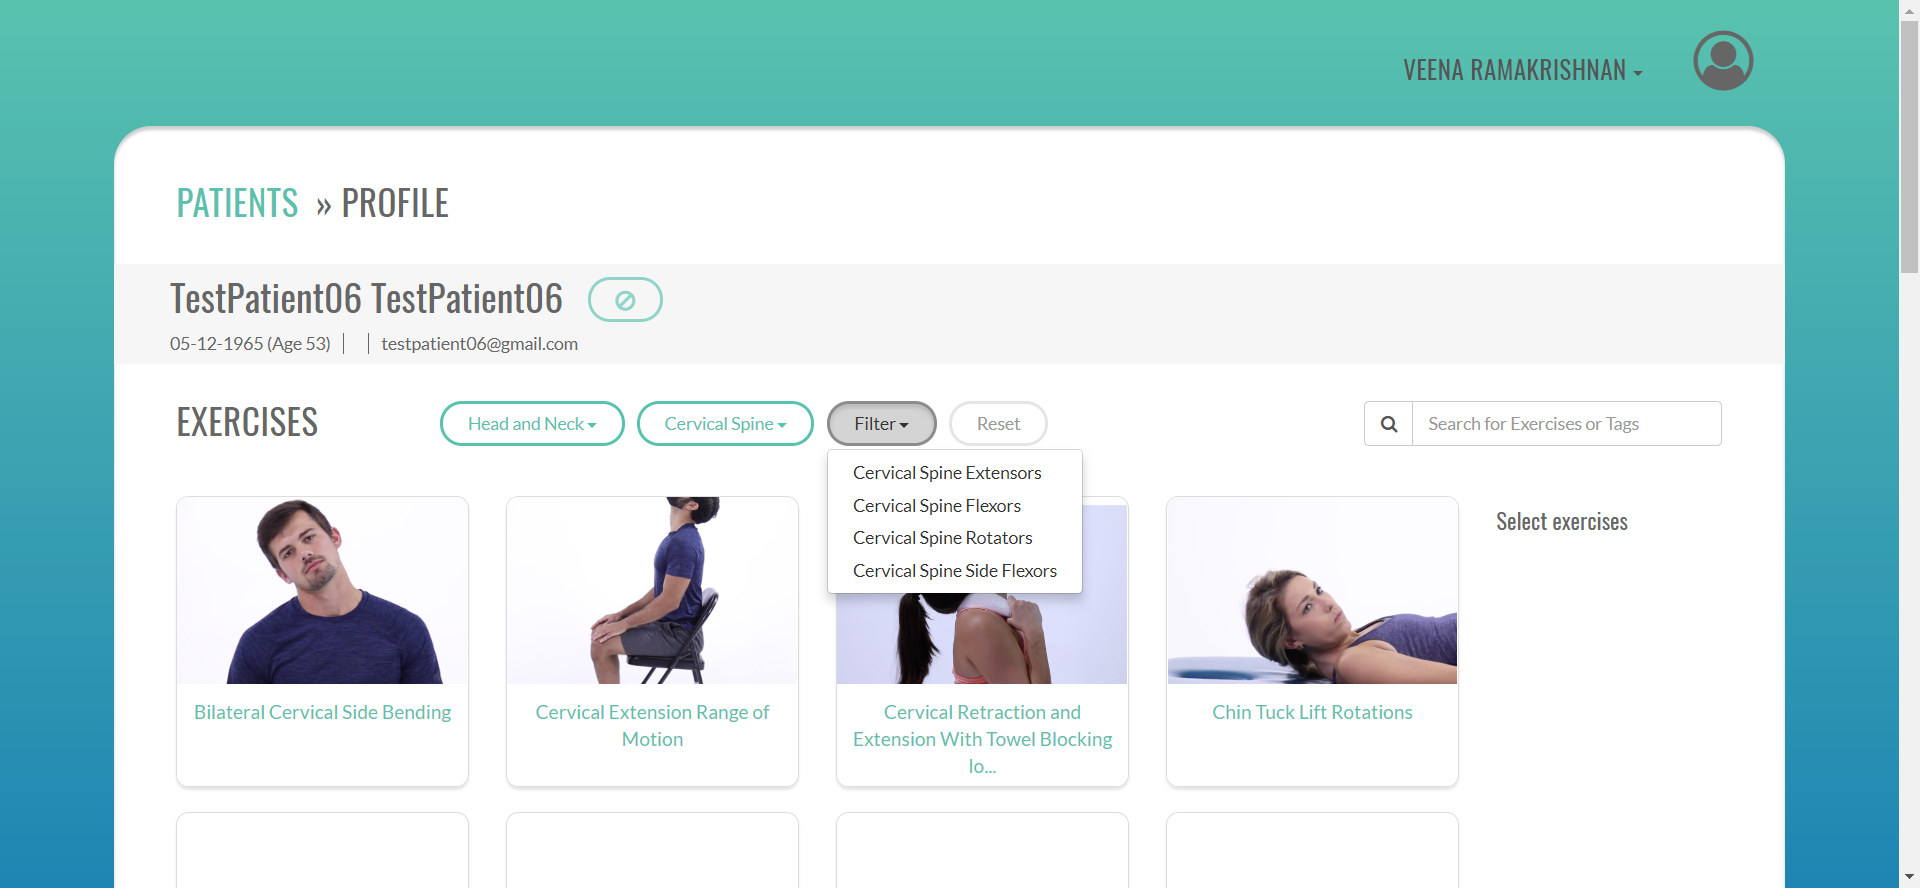 VEENA RAMAKRISHNAN
PATIENTS » PROFILE
TestPatient06 TestPatient06
05-12-1965 (Age 53) | | testpatient06@gmail.com
EXERCISES
Head and Neck
Cervical Spine
Filter
Reset
Search for Exercises or Tags
Cervical Spine Extensors
Cervical Spine Flexors
Cervical Spine Rotators
Cervical Spine Side Flexors
Select exercises
Bilateral Cervical Side Bending
Cervical Extension Range of
Motion
Cervical Retraction and
Extension With Towel Blocking
lo...
Chin Tuck Lift Rotations